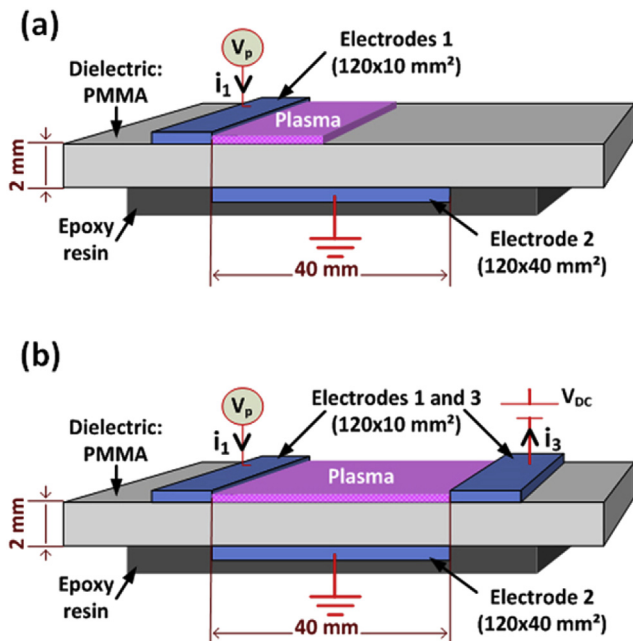 (a)
Vp
Electrodes 1
(120x10 mm²)
Dielectric:
PMMA
i1
Plasma
2 mm
Epoxy
resin
Electrode 2
(120x40 mm²)
40 mm
(b)
Vp
Electrodes 1 and 3
(120x10 mm²)
VDC
Dielectric:
PMMA
i1
i3
Plasma
2 mm
Epoxy
resin
Electrode 2
(120x40 mm²)
40 mm